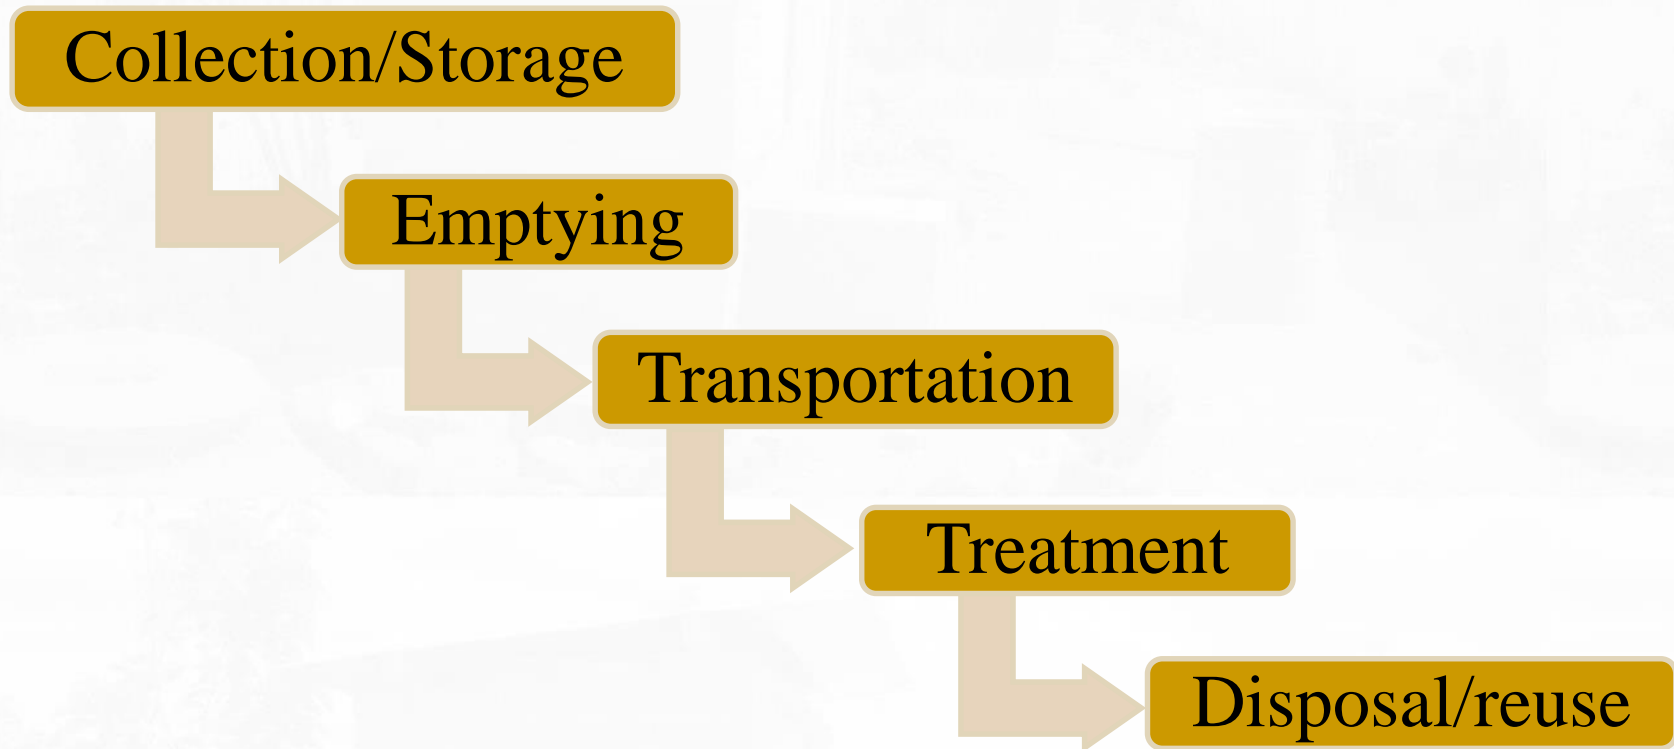 Collection/Storage
Emptying
Transportation
Treatment
Disposal/reuse